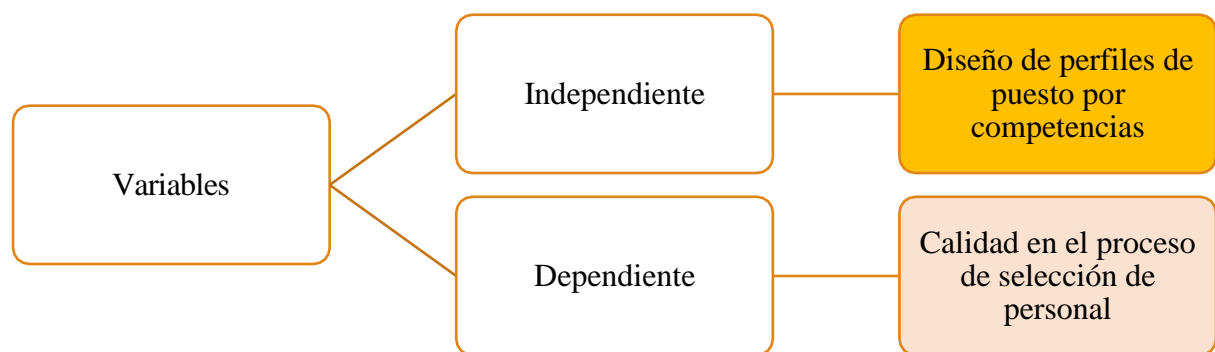 Variables
Independiente
Diseño de perfiles de
puesto por
competencias
Dependiente
Calidad en el proceso
de selección de
personal